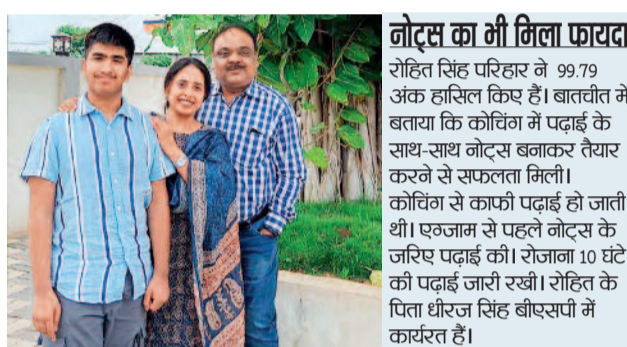 नोट्स का भी मिला फायदा
रोहित सिंह परिहार ने 99.79
अंक हासिल किए हैं। बातचीत में
बताया कि कोचिंग में पढ़ाई के
साथ-साथ नोट्स बनाकर तैयार
करने से सफलता मिली।
कोचिंग से काफी पढ़ाई हो जाती
थी। एग्जाम से पहले नोट्स के
जरिए पढ़ाई की। रोजाना 10 घंटे
की पढ़ाई जारी रखी। रोहित के
पिता धीरज सिंह बीएसपी में
कार्यरत हैं।